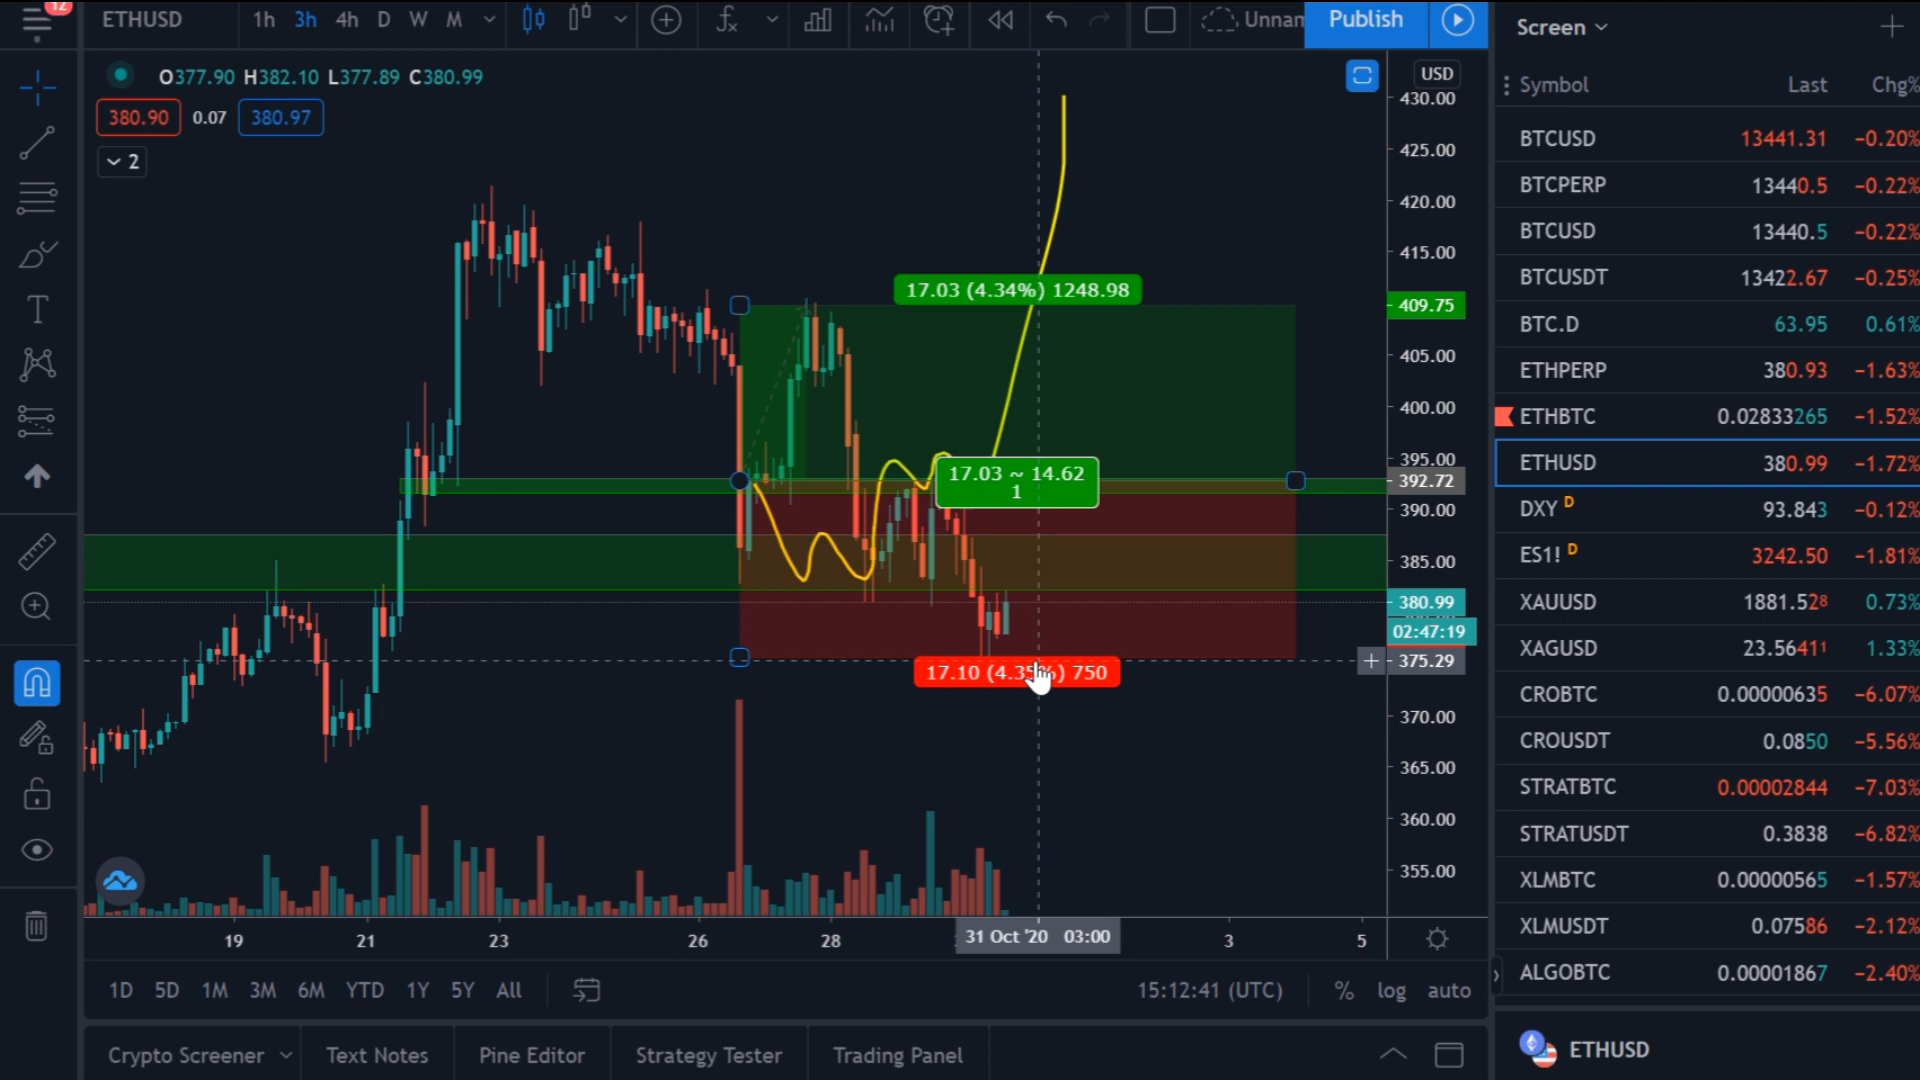 12
ETHUSD
1h 3h 4h D W M
Unnam
Publish
O377.90 H382.10 L377.89 C380.99
380.90 0.07 380.97
2
USD
430.00
425.00
420.00
415.00
409.75
405.00
400.00
395.00
392.72
390.00
385.00
380.99
02:47:19
375.29
370.00
365.00
360.00
355.00
17.03 (4.34%) 1248.98
17.03 ~ 14.62
1
17.10 (4.35%) 750
19 21 23 26 28 31 Oct '20 03:00 3 5
1D 5D 1M 3M 6M YTD 1Y 5Y All
15:12:41 (UTC) % log auto
Crypto Screener Text Notes Pine Editor Strategy Tester Trading Panel
Screen
Symbol Last Chg%
BTCUSD 13441.31 −0.20%
BTCPERP 13440.5 −0.22%
BTCUSD 13440.5 −0.22%
BTCUSDT 13422.67 −0.25%
BTC.D 63.95 0.61%
ETHPERP 380.93 −1.63%
ETHBTC 0.02833265 −1.52%
ETHUSD 380.99 −1.72%
DXY D 93.843 −0.12%
ES1! D 3242.50 −1.81%
XAUUSD 1881.528 0.73%
XAGUSD 23.56411 1.33%
CROBTC 0.00000635 −6.07%
CROUSDT 0.0850 −5.56%
STRATBTC 0.00002844 −7.03%
STRATUSDT 0.3838 −6.82%
XLMBTC 0.00000565 −1.57%
XLMUSDT 0.07586 −2.12%
ALGOBTC 0.00001867 −2.40%
ETHUSD